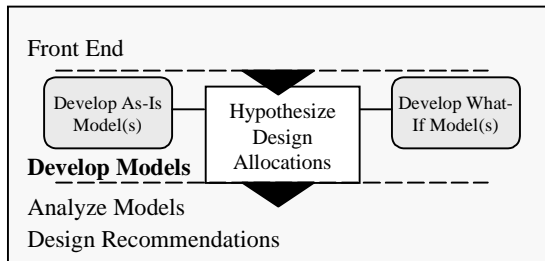 Front End
Develop As-Is
Model(s)
Hypothesize
Design
Allocations
Develop What-
If Model(s)
Develop Models
Analyze Models
Design Recommendations